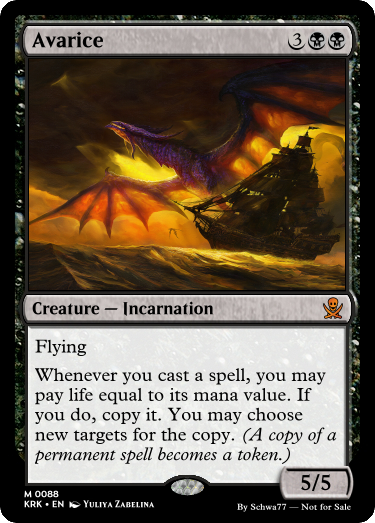 Avarice 3
Creature — Incarnation
Flying
Whenever you cast a spell, you may
pay life equal to its mana value. If
you do, copy it. You may choose
new targets for the copy. (A copy of a
permanent spell becomes a token.)
5/5
M 0088
KRK • EN Yuliya Zabelina
By Schwa77 — Not for Sale